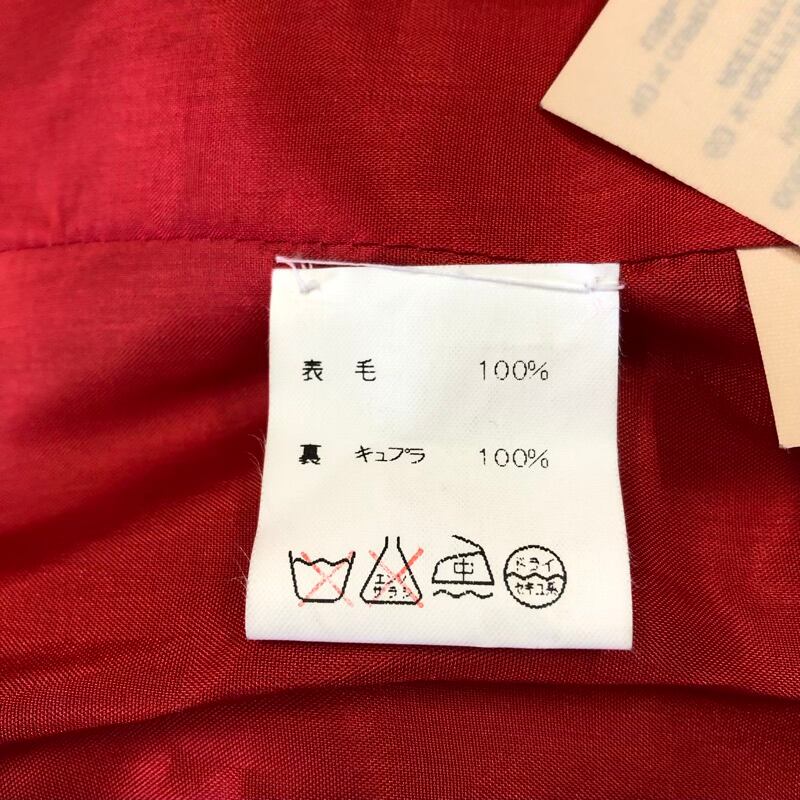 表 毛 100%
裏 キュプラ 100%
エンソ サラシ
中
ドライ
セキユ系